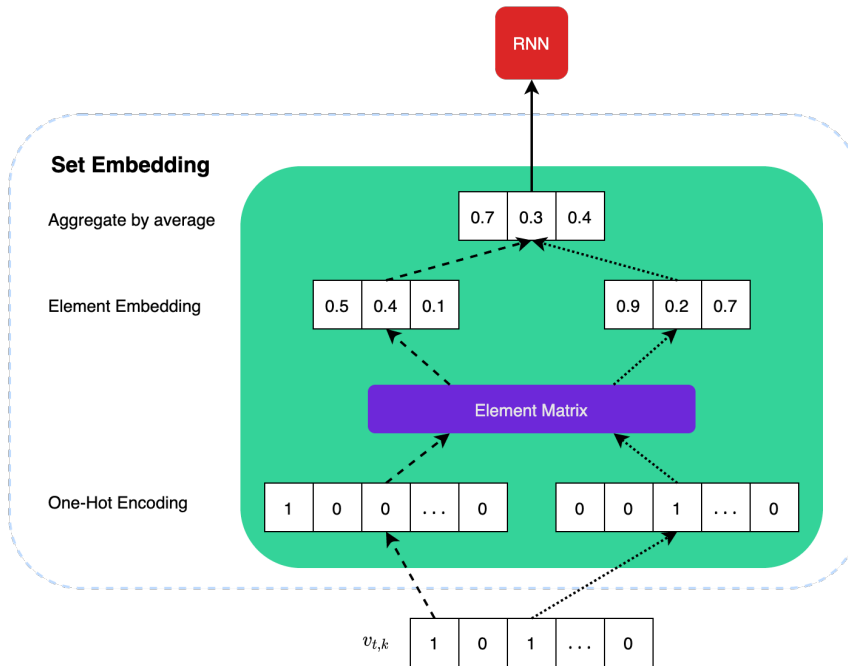 RNN
Set Embedding
Aggregate by average
0.7 0.3 0.4
Element Embedding
0.5 0.4 0.1
0.9 0.2 0.7
Element Matrix
One-Hot Encoding
1 0 0 ... 0
0 0 1 ... 0
v_{t,k}
1 0 1 ... 0